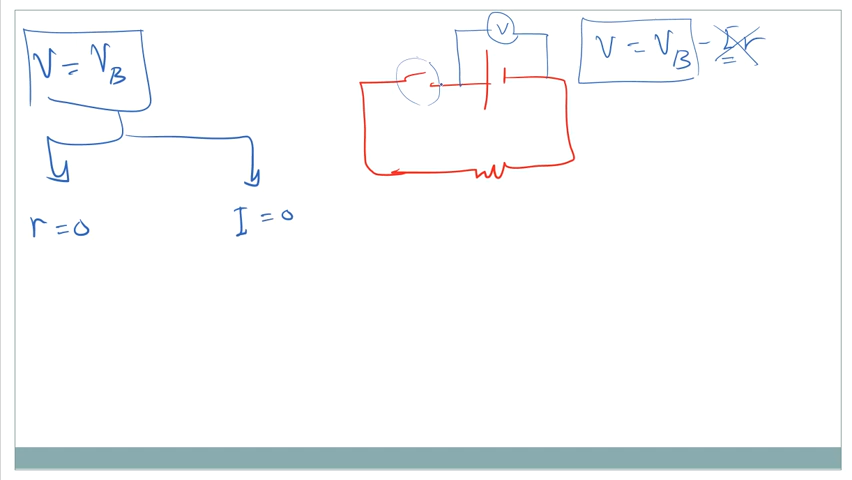 V = V_B
r = 0
I = 0
V
V = V_B - Ir